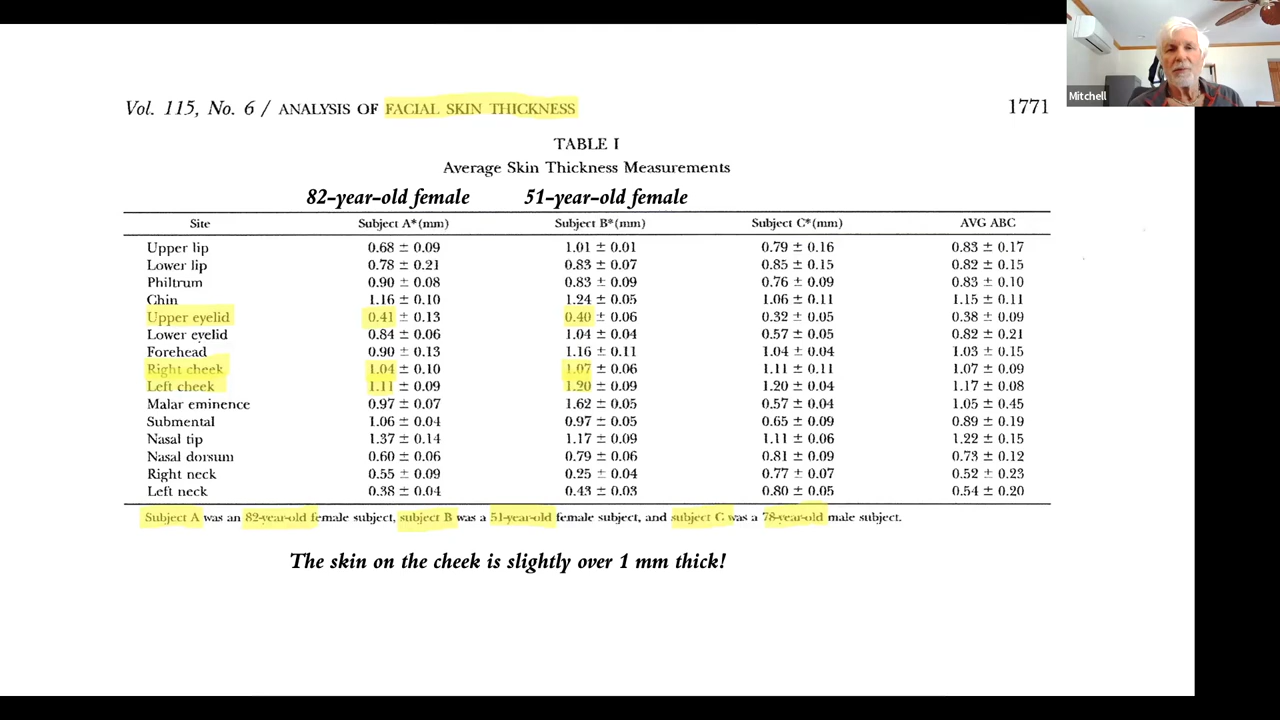 Mitchell
Vol. 115, No. 6 / ANALYSIS OF FACIAL SKIN THICKNESS 1771
TABLE I
Average Skin Thickness Measurements
82-year-old female 51-year-old female
Site Subject A* (mm) Subject B* (mm) Subject C* (mm) AVG ABC
Upper lip 0.68 ± 0.09 1.01 ± 0.01 0.79 ± 0.16 0.83 ± 0.17
Lower lip 0.78 ± 0.21 0.83 ± 0.07 0.85 ± 0.15 0.82 ± 0.15
Philtrum 0.90 ± 0.08 0.83 ± 0.09 0.76 ± 0.09 0.83 ± 0.10
Chin 1.16 ± 0.10 1.24 ± 0.05 1.06 ± 0.11 1.15 ± 0.11
Upper eyelid 0.41 ± 0.13 0.40 ± 0.06 0.32 ± 0.05 0.38 ± 0.09
Lower eyelid 0.84 ± 0.06 1.04 ± 0.04 0.57 ± 0.05 0.82 ± 0.21
Forehead 0.90 ± 0.13 1.16 ± 0.11 1.04 ± 0.04 1.03 ± 0.15
Right cheek 1.04 ± 0.10 1.07 ± 0.06 1.11 ± 0.11 1.07 ± 0.09
Left cheek 1.11 ± 0.09 1.20 ± 0.09 1.20 ± 0.04 1.17 ± 0.08
Malar eminence 0.97 ± 0.07 1.62 ± 0.05 0.57 ± 0.04 1.05 ± 0.45
Submental 1.06 ± 0.04 0.97 ± 0.05 0.65 ± 0.09 0.89 ± 0.19
Nasal tip 1.37 ± 0.14 1.17 ± 0.09 1.11 ± 0.06 1.22 ± 0.15
Nasal dorsum 0.60 ± 0.06 0.79 ± 0.06 0.81 ± 0.09 0.73 ± 0.12
Right neck 0.55 ± 0.09 0.25 ± 0.04 0.77 ± 0.07 0.52 ± 0.23
Left neck 0.38 ± 0.04 0.43 ± 0.03 0.80 ± 0.05 0.54 ± 0.20
Subject A was an 82-year-old female subject, subject B was a 51-year-old female subject, and subject C was a 78-year-old male subject.
The skin on the cheek is slightly over 1 mm thick!